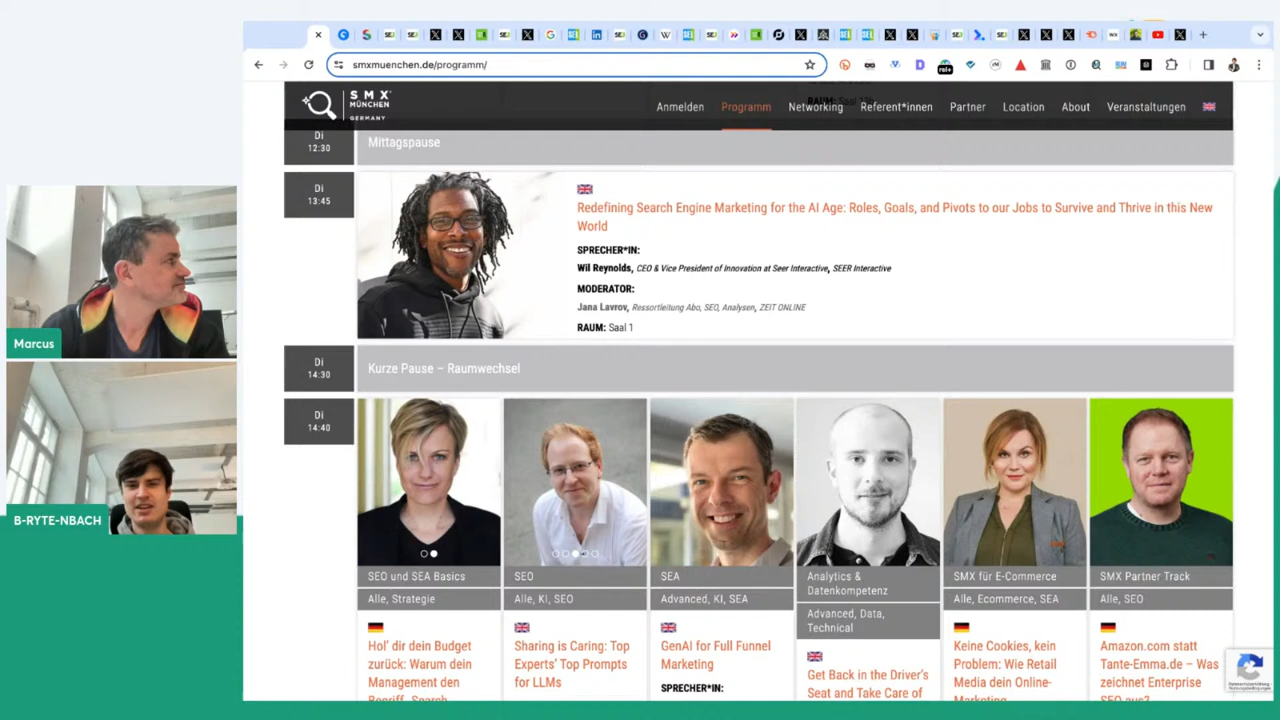 smxmuenchen.de/programm/
SMX
MÜNCHEN
GERMANY
Anmelden
Programm
Networking
Referent*innen
Partner
Location
About
Veranstaltungen
Di
12:30
Mittagspause
Di
13:45
Redefining Search Engine Marketing for the AI Age: Roles, Goals, and Pivots to our Jobs to Survive and Thrive in this New
World
SPRECHER*IN:
Wil Reynolds, CEO & Vice President of Innovation at Seer Interactive, SEER Interactive
MODERATOR:
Jana Lavrov, Ressortleitung Abo, SEO, Analysen, ZEIT ONLINE
RAUM: Saal 1
Marcus
B-RYTE-NBACH
Di
14:30
Kurze Pause – Raumwechsel
Di
14:40
SEO und SEA Basics
Alle, Strategie
Hol’ dir dein Budget
zurück: Warum dein
Management den
Begriff „Search
SEO
Alle, KI, SEO
Sharing is Caring: Top
Experts’ Top Prompts
for LLMs
SEA
Advanced, KI, SEA
GenAI for Full Funnel
Marketing
SPRECHER*IN:
Analytics &
Datenkompetenz
Advanced, Data,
Technical
Get Back in the Driver’s
Seat and Take Care of
SMX für E-Commerce
Alle, Ecommerce, SEA
Keine Cookies, kein
Problem: Wie Retail
Media dein Online-
Marketing
SMX Partner Track
Alle, SEO
Amazon.com statt
Tante-Emma.de – Was
zeichnet Enterprise
SEO aus?